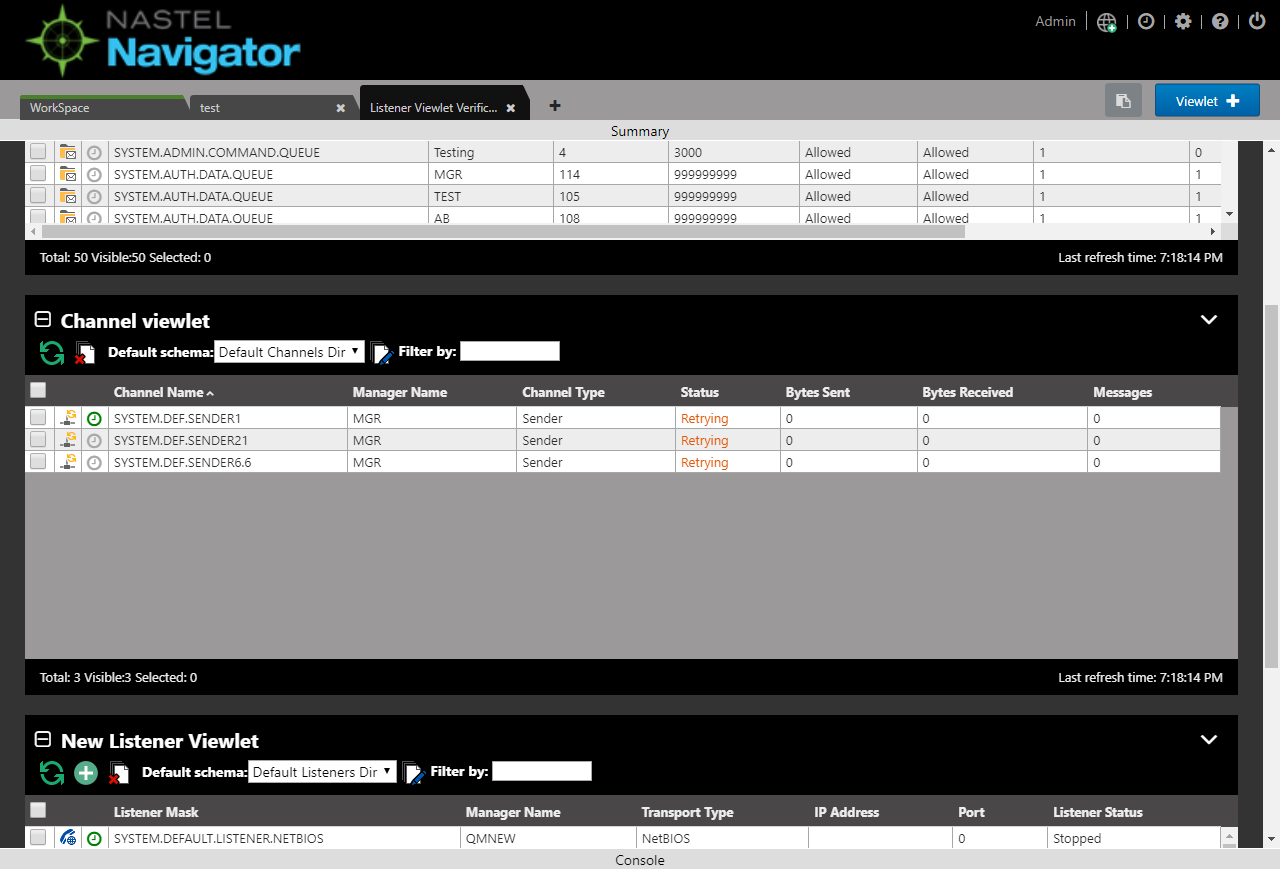 NASTEL
Navigator
Admin
WorkSpace
test
Listener Viewlet Verific...
Viewlet
Summary
SYSTEM.ADMIN.COMMAND.QUEUE Testing 4 3000 Allowed Allowed 1 0
SYSTEM.AUTH.DATA.QUEUE MGR 114 999999999 Allowed Allowed 1 1
SYSTEM.AUTH.DATA.QUEUE TEST 105 999999999 Allowed Allowed 1 1
SYSTEM.AUTH.DATA.QUEUE AB 108 999999999 Allowed Allowed 1 1
Total: 50 Visible:50 Selected: 0 Last refresh time: 7:18:14 PM
Channel viewlet
Default schema: Default Channels Dir Filter by:
Channel Name Manager Name Channel Type Status Bytes Sent Bytes Received Messages
SYSTEM.DEF.SENDER1 MGR Sender Retrying 0 0 0
SYSTEM.DEF.SENDER21 MGR Sender Retrying 0 0 0
SYSTEM.DEF.SENDER6.6 MGR Sender Retrying 0 0 0
Total: 3 Visible:3 Selected: 0 Last refresh time: 7:18:14 PM
New Listener Viewlet
Default schema: Default Listeners Dir Filter by:
Listener Mask Manager Name Transport Type IP Address Port Listener Status
SYSTEM.DEFAULT.LISTENER.NETBIOS QMNEW NetBIOS 0 Stopped
Console